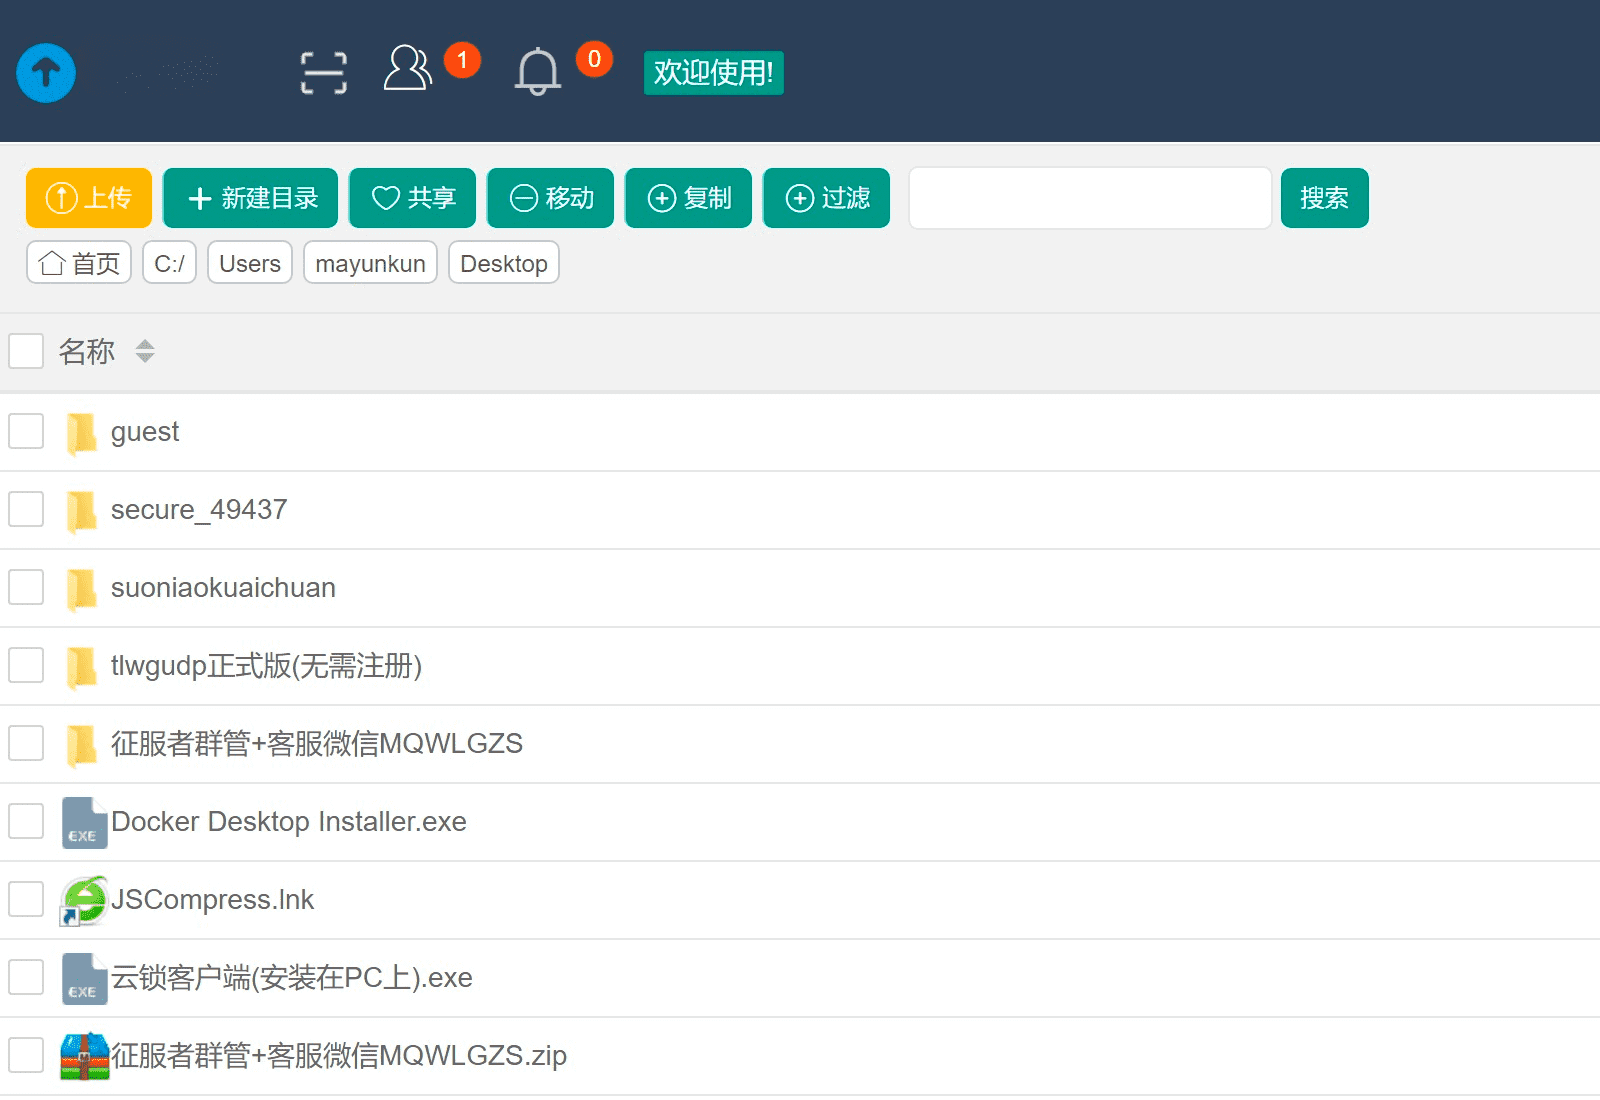 1 0 欢迎使用!
上传 新建目录 共享 移动 复制 过滤 搜索
首页 C:/ Users mayunkun Desktop
名称
guest
secure_49437
suoniaokuaichuan
tlwgudp正式版(无需注册)
征服者群管+客服微信MQWLGZS
EXE Docker Desktop Installer.exe
JSCompress.lnk
EXE 云锁客户端(安装在PC上).exe
征服者群管+客服微信MQWLGZS.zip